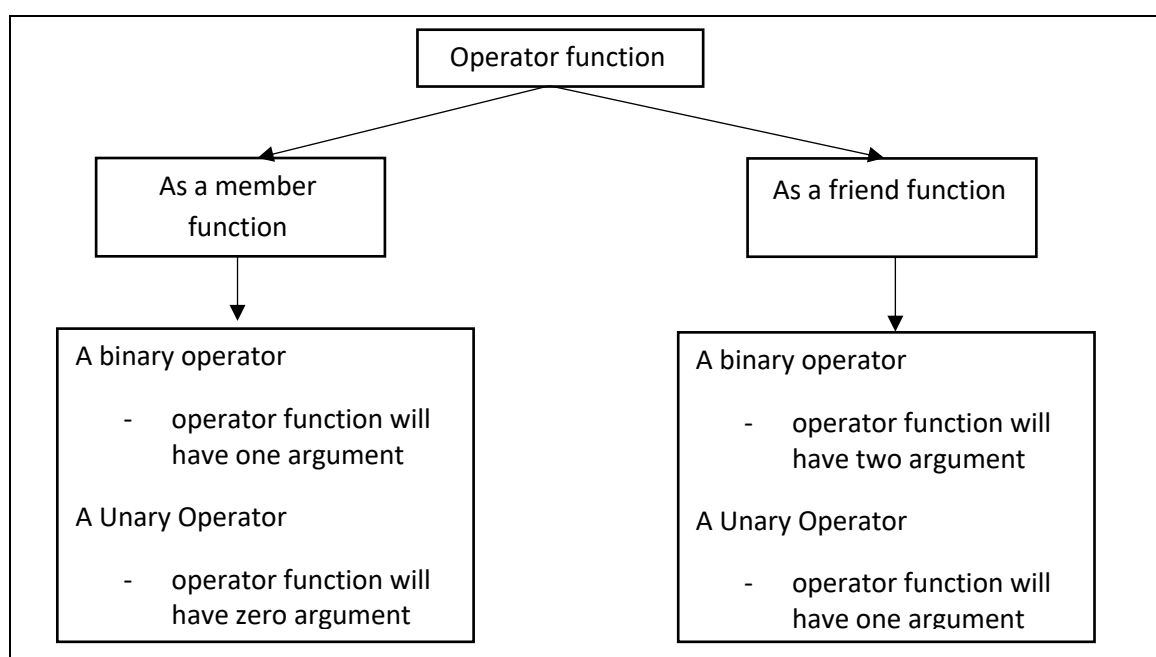 Operator function
As a member
function
As a friend function
A binary operator
- operator function will
have one argument
A Unary Operator
- operator function will
have zero argument
A binary operator
- operator function will
have two argument
A Unary Operator
- operator function will
have one argument